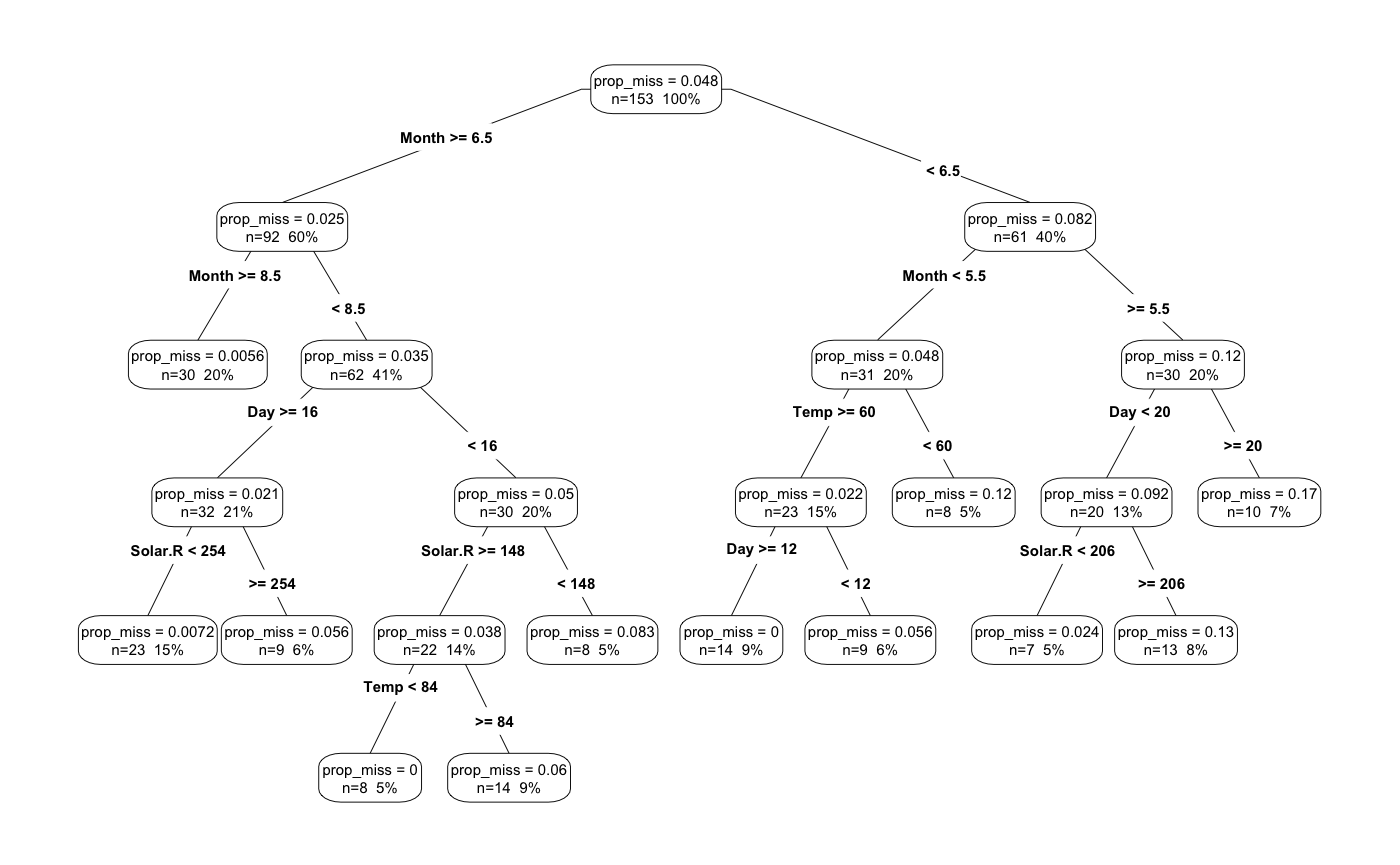 prop_miss = 0.048
n=153  100%
Month >= 6.5
< 6.5
prop_miss = 0.025
n=92  60%
prop_miss = 0.082
n=61  40%
Month >= 8.5
< 8.5
Month < 5.5
>= 5.5
prop_miss = 0.0056
n=30  20%
prop_miss = 0.035
n=62  41%
prop_miss = 0.048
n=31  20%
prop_miss = 0.12
n=30  20%
Day >= 16
< 16
Temp >= 60
< 60
Day < 20
>= 20
prop_miss = 0.021
n=32  21%
prop_miss = 0.05
n=30  20%
prop_miss = 0.022
n=23  15%
prop_miss = 0.12
n=8  5%
prop_miss = 0.092
n=20  13%
prop_miss = 0.17
n=10  7%
Solar.R < 254
>= 254
Solar.R >= 148
< 148
Day >= 12
< 12
Solar.R < 206
>= 206
prop_miss = 0.0072
n=23  15%
prop_miss = 0.056
n=9  6%
prop_miss = 0.038
n=22  14%
prop_miss = 0.083
n=8  5%
prop_miss = 0
n=14  9%
prop_miss = 0.056
n=9  6%
prop_miss = 0.024
n=7  5%
prop_miss = 0.13
n=13  8%
Temp < 84
>= 84
prop_miss = 0
n=8  5%
prop_miss = 0.06
n=14  9%